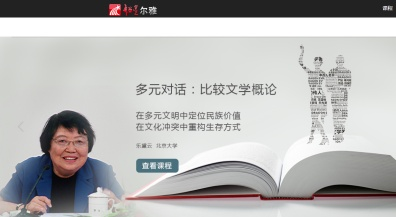 尔雅
课程
多元对话：比较文学概论
在多元文明中定位民族价值
在文化冲突中重构生存方式
乐黛云 北京大学
查看课程